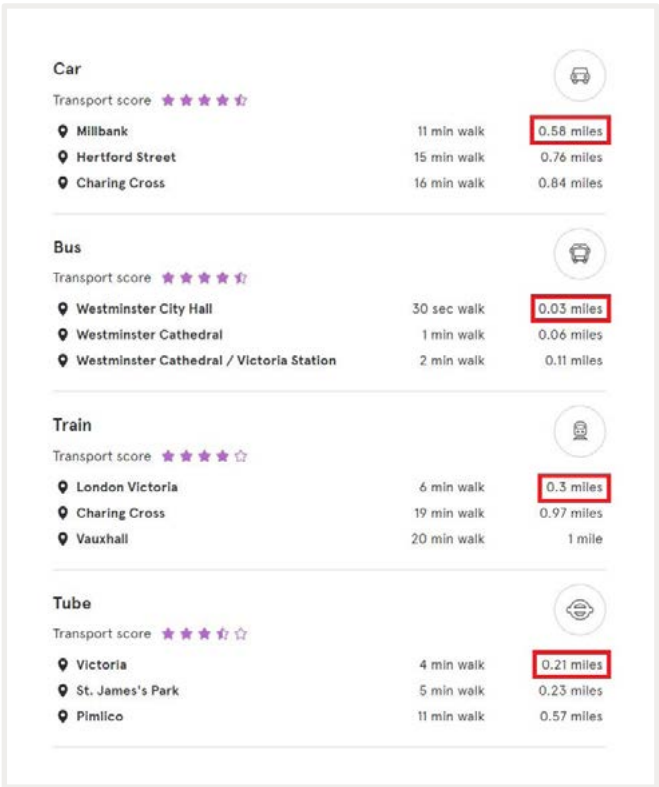 Car
Transport score
Millbank 11 min walk 0.58 miles
Hertford Street 15 min walk 0.76 miles
Charing Cross 16 min walk 0.84 miles
Bus
Transport score
Westminster City Hall 30 sec walk 0.03 miles
Westminster Cathedral 1 min walk 0.06 miles
Westminster Cathedral / Victoria Station 2 min walk 0.11 miles
Train
Transport score
London Victoria 6 min walk 0.3 miles
Charing Cross 19 min walk 0.97 miles
Vauxhall 20 min walk 1 mile
Tube
Transport score
Victoria 4 min walk 0.21 miles
St. James's Park 5 min walk 0.23 miles
Pimlico 11 min walk 0.57 miles